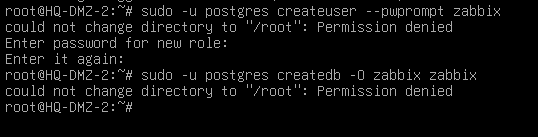 root@HQ-DMZ-2:~# sudo -u postgres createuser --pwprompt zabbix
could not change directory to "/root": Permission denied
Enter password for new role:
Enter it again:
root@HQ-DMZ-2:~# sudo -u postgres createdb -O zabbix zabbix
could not change directory to "/root": Permission denied
root@HQ-DMZ-2:~#